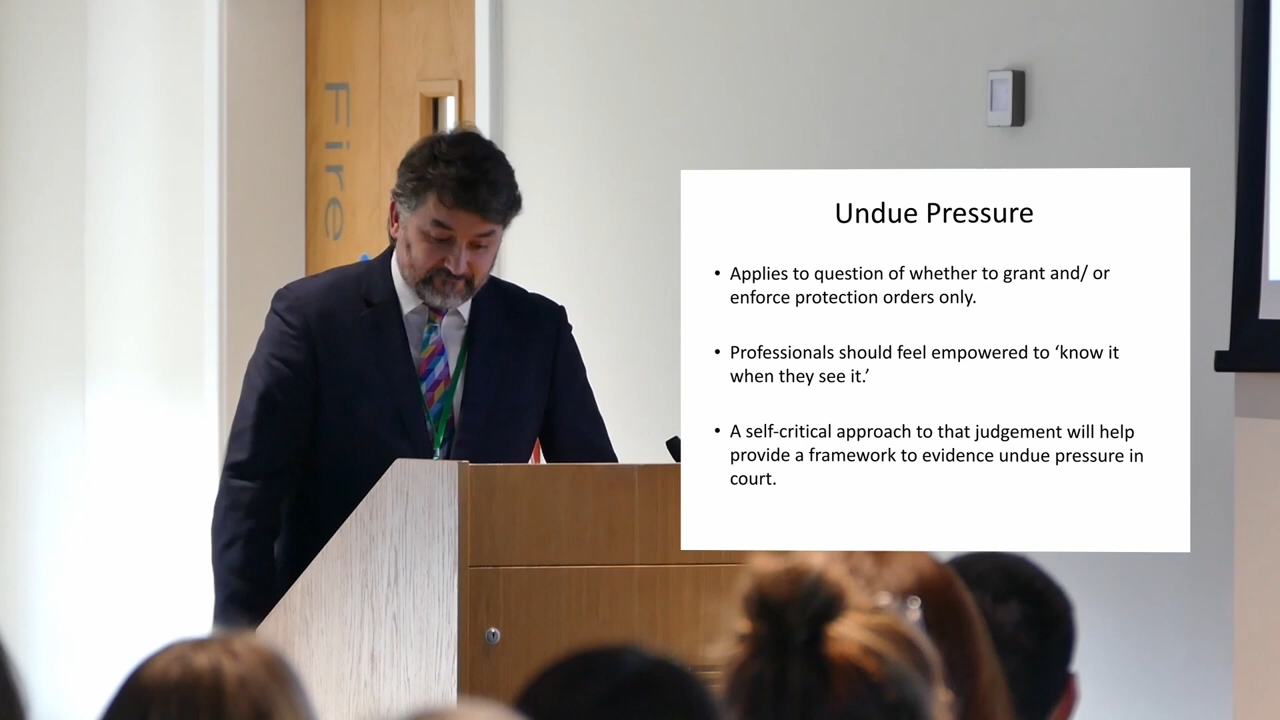 Fire
Undue Pressure
• Applies to question of whether to grant and/ or
enforce protection orders only.
• Professionals should feel empowered to ‘know it
when they see it.’
• A self-critical approach to that judgement will help
provide a framework to evidence undue pressure in
court.